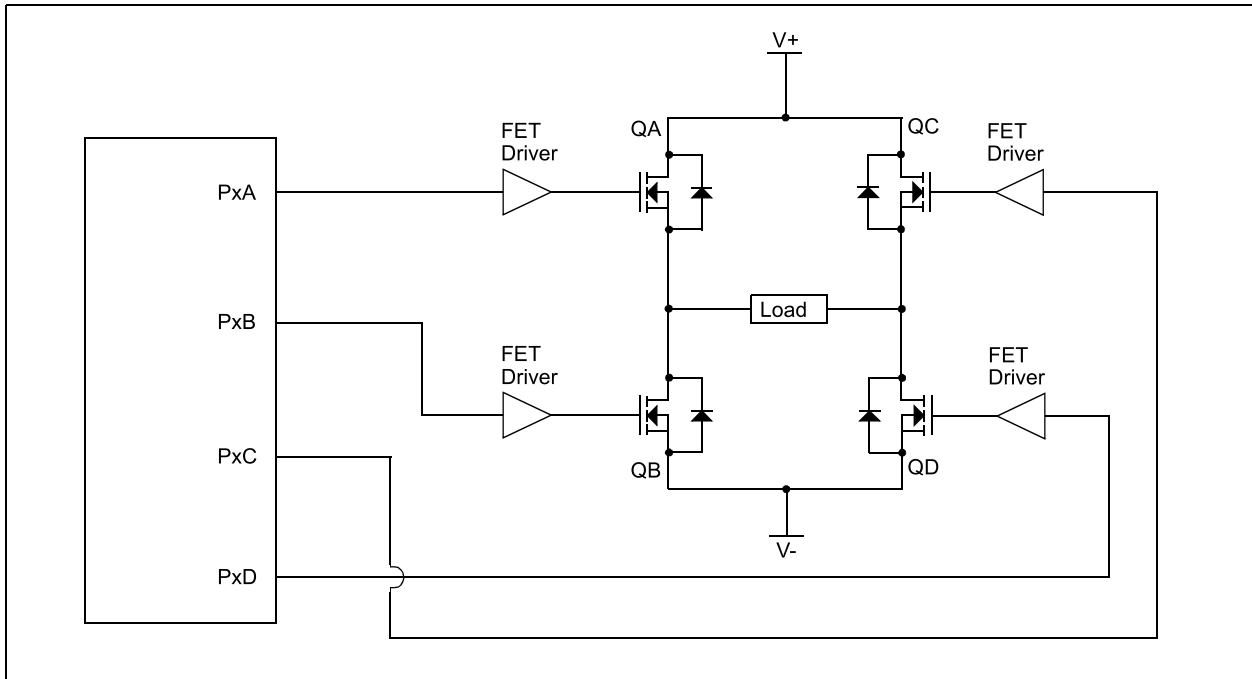 V+
QA
QC
FET
Driver
FET
Driver
PxA
PxB
Load
FET
Driver
FET
Driver
PxC
QB
QD
V-
PxD